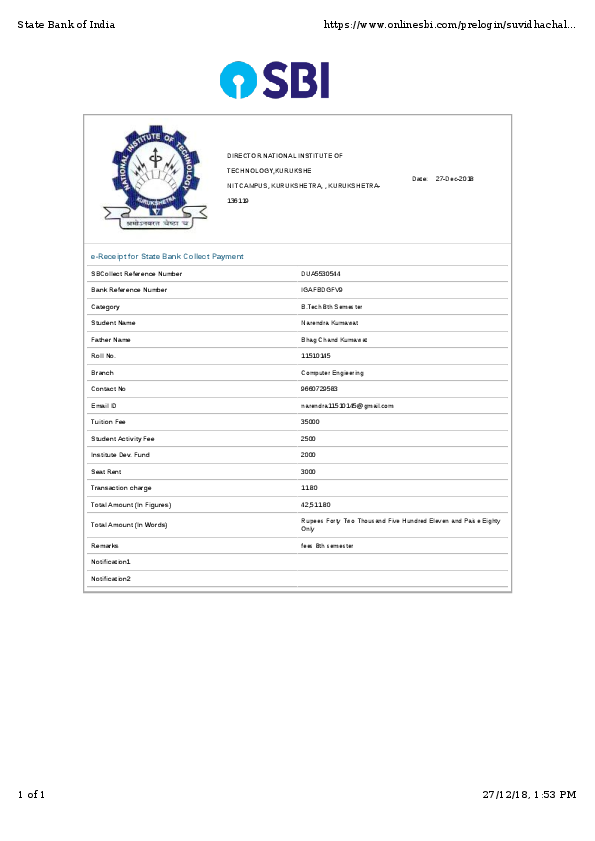 State Bank of India https://www.onlinesbi.com/prelogin/suvidhachal...
SBI
NATIONAL INSTITUTE OF TECHNOLOGY
KURUKSHETRA
DIRECTOR.NATIONAL INSTITUTE OF
TECHNOLOGY,KURUKSHE
NIT CAMPUS, KURUKSHETRA, , KURUKSHETRA-
136119
Date: 27-Dec-2018
e-Receipt for State Bank Collect Payment
SBCollect Reference Number DUA5530544
Bank Reference Number IGAFBDGFV9
Category B.Tech 8th Semester
Student Name Narendra Kumawat
Father Name Bhag Chand Kumawat
Roll No. 11510145
Branch Computer Engieering
Contact No 9660729583
Email ID narendra11510145@gmail.com
Tuition Fee 35000
Student Activity Fee 2500
Institute Dev. Fund 2000
Seat Rent 3000
Transaction charge 11.80
Total Amount (In Figures) 42,511.80
Total Amount (In Words) Rupees Forty Two Thousand Five Hundred Eleven and Paise Eighty
Only
Remarks fees 8th semester
Notification1
Notification2
1 of 1 27/12/18, 1:53 PM